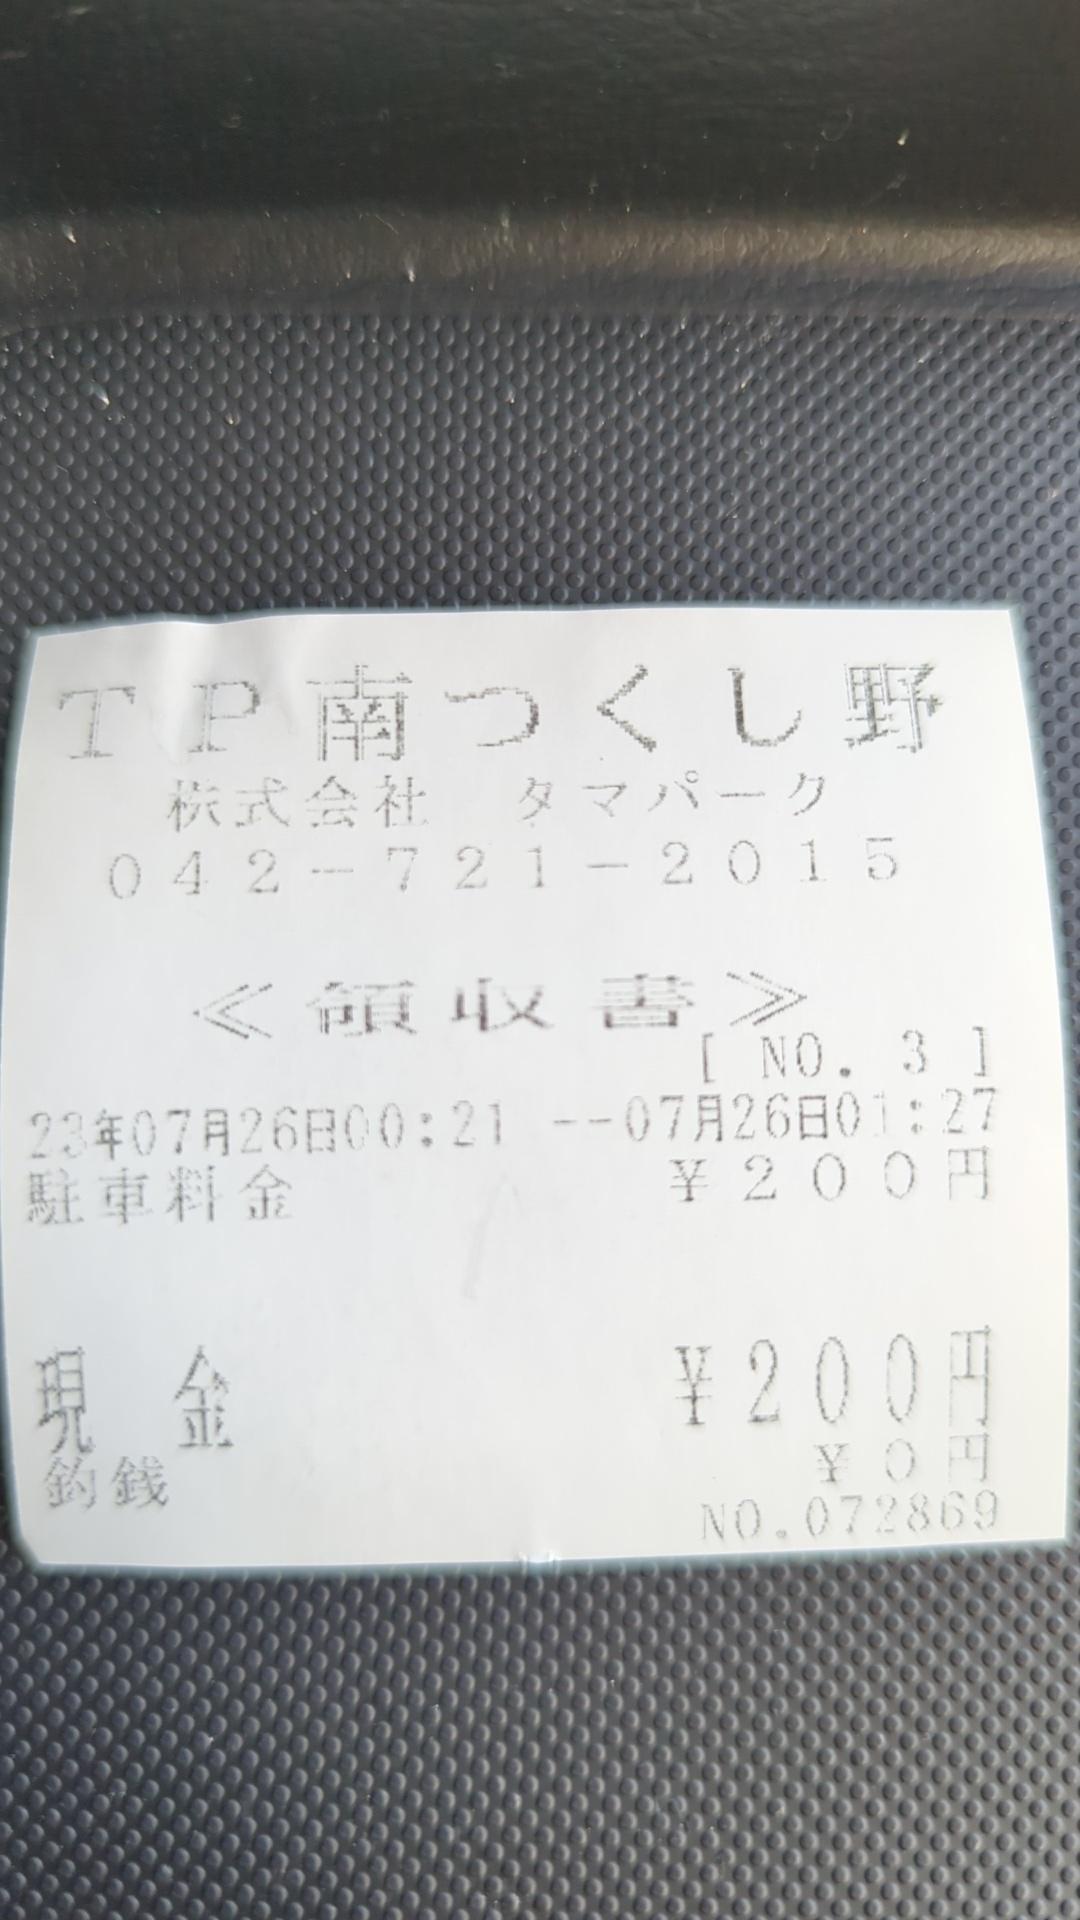 TP南つくし野
株式会社 タマパーク
042-721-2015
≪領収書≫
[ NO. 3 ]
23年07月26日00:21 --07月26日01:27
駐車料金 ¥200円
現金 ¥200円
釣銭 ¥0円
NO.072869